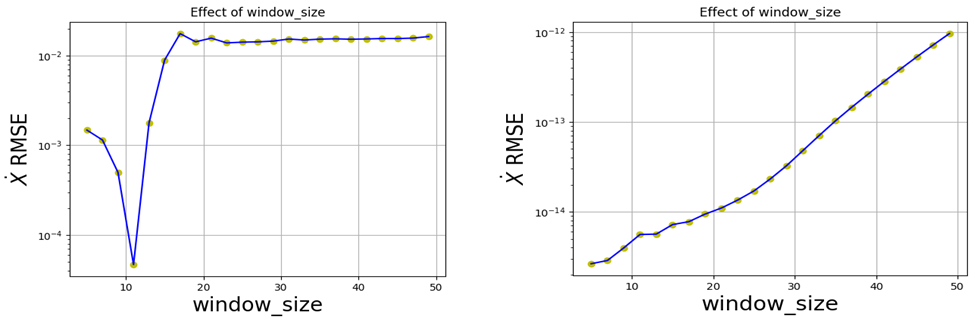 Effect of window_size
10⁻²
10⁻³
10⁻⁴
Ẋ RMSE
10 20 30 40 50
window_size
Effect of window_size
10⁻¹²
10⁻¹³
10⁻¹⁴
Ẋ RMSE
10 20 30 40 50
window_size